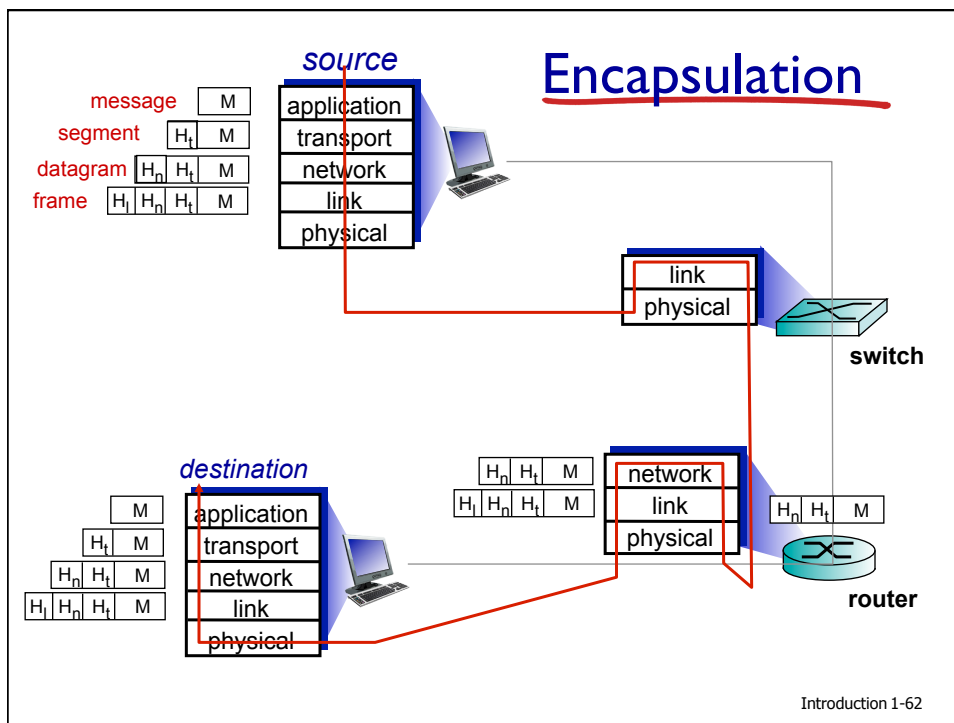 Encapsulation
source
message M
segment Ht M
datagram Hn Ht M
frame Hl Hn Ht M
application
transport
network
link
physical
link
physical
switch
destination
M
Ht M
Hn Ht M
Hl Hn Ht M
application
transport
network
link
physical
Hn Ht M
Hl Hn Ht M
network
link
physical
Hn Ht M
router
Introduction 1-62